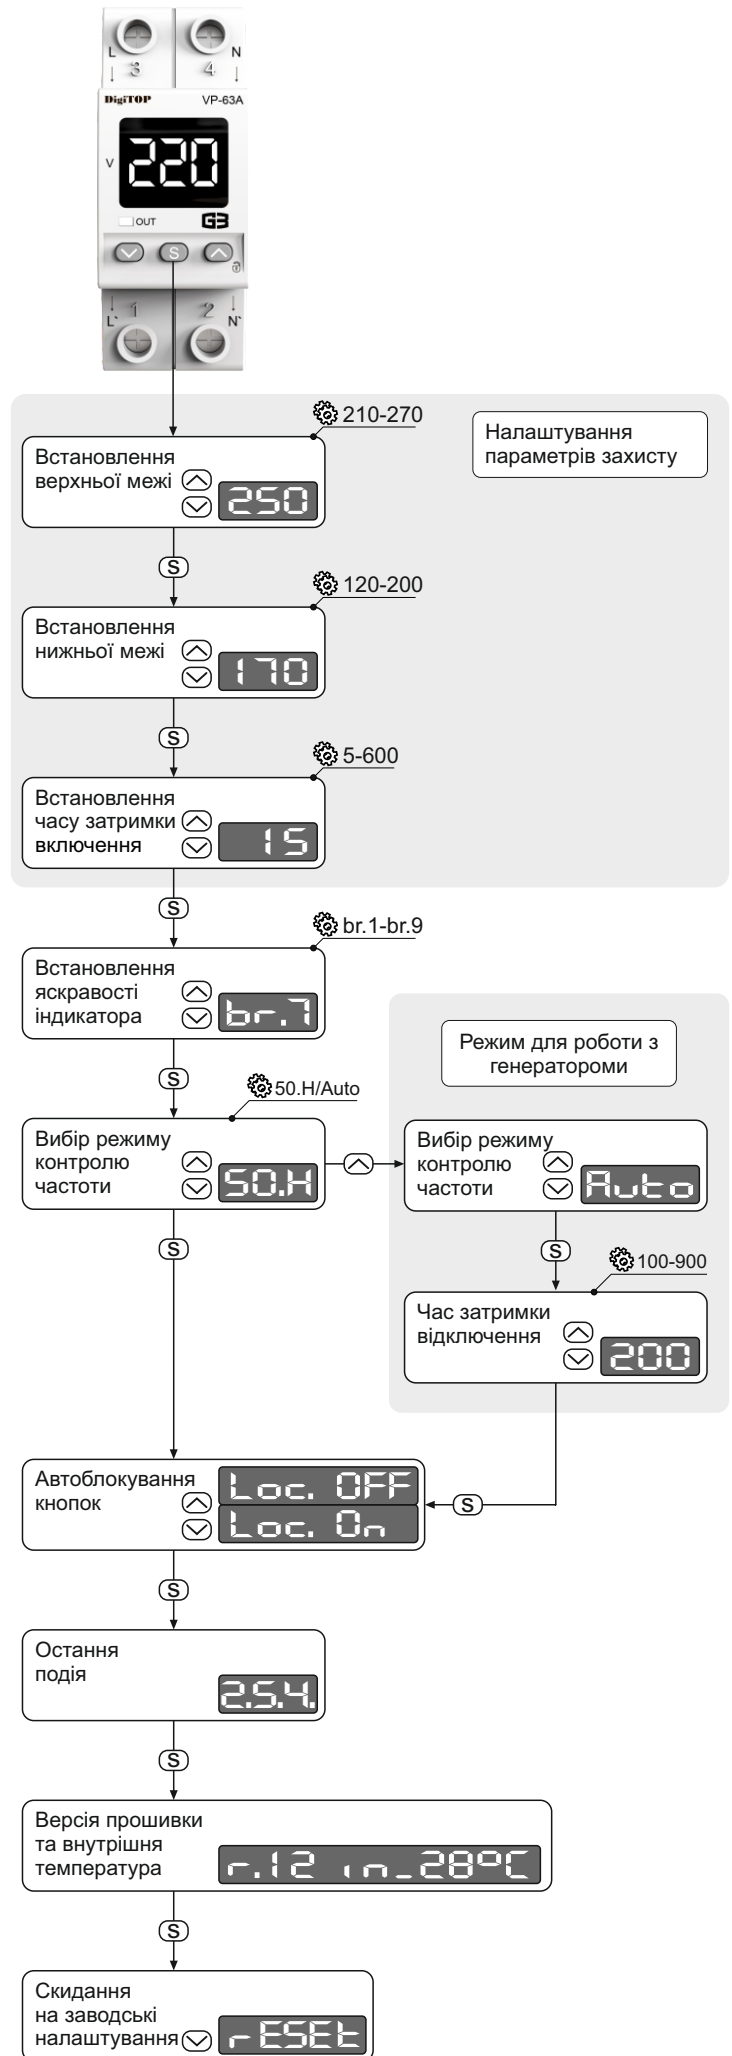 L
N
3
4
DigiTOP VP-63A
V
220
OUT
G3
S
1
2
L`
N`
210-270
Налаштування
параметрів захисту
Встановлення
верхньої межі
250
S
120-200
Встановлення
нижньої межі
170
S
5-600
Встановлення
часу затримки
включення
15
S
br.1-br.9
Встановлення
яскравості
індикатора
br.7
Режим для роботи з
генератороми
S
50.H/Auto
Вибір режиму
контролю
частоти
50.H
Вибір режиму
контролю
частоти
Auto
S
S
100-900
Час затримки
відключення
200
Автоблокування
кнопок
Loc. OFF
Loc. On
S
S
Остання
подія
2.5.4.
S
Версія прошивки
та внутрішня
температура
r.12 in_28°C
S
Скидання
на заводські
налаштування
rESEt